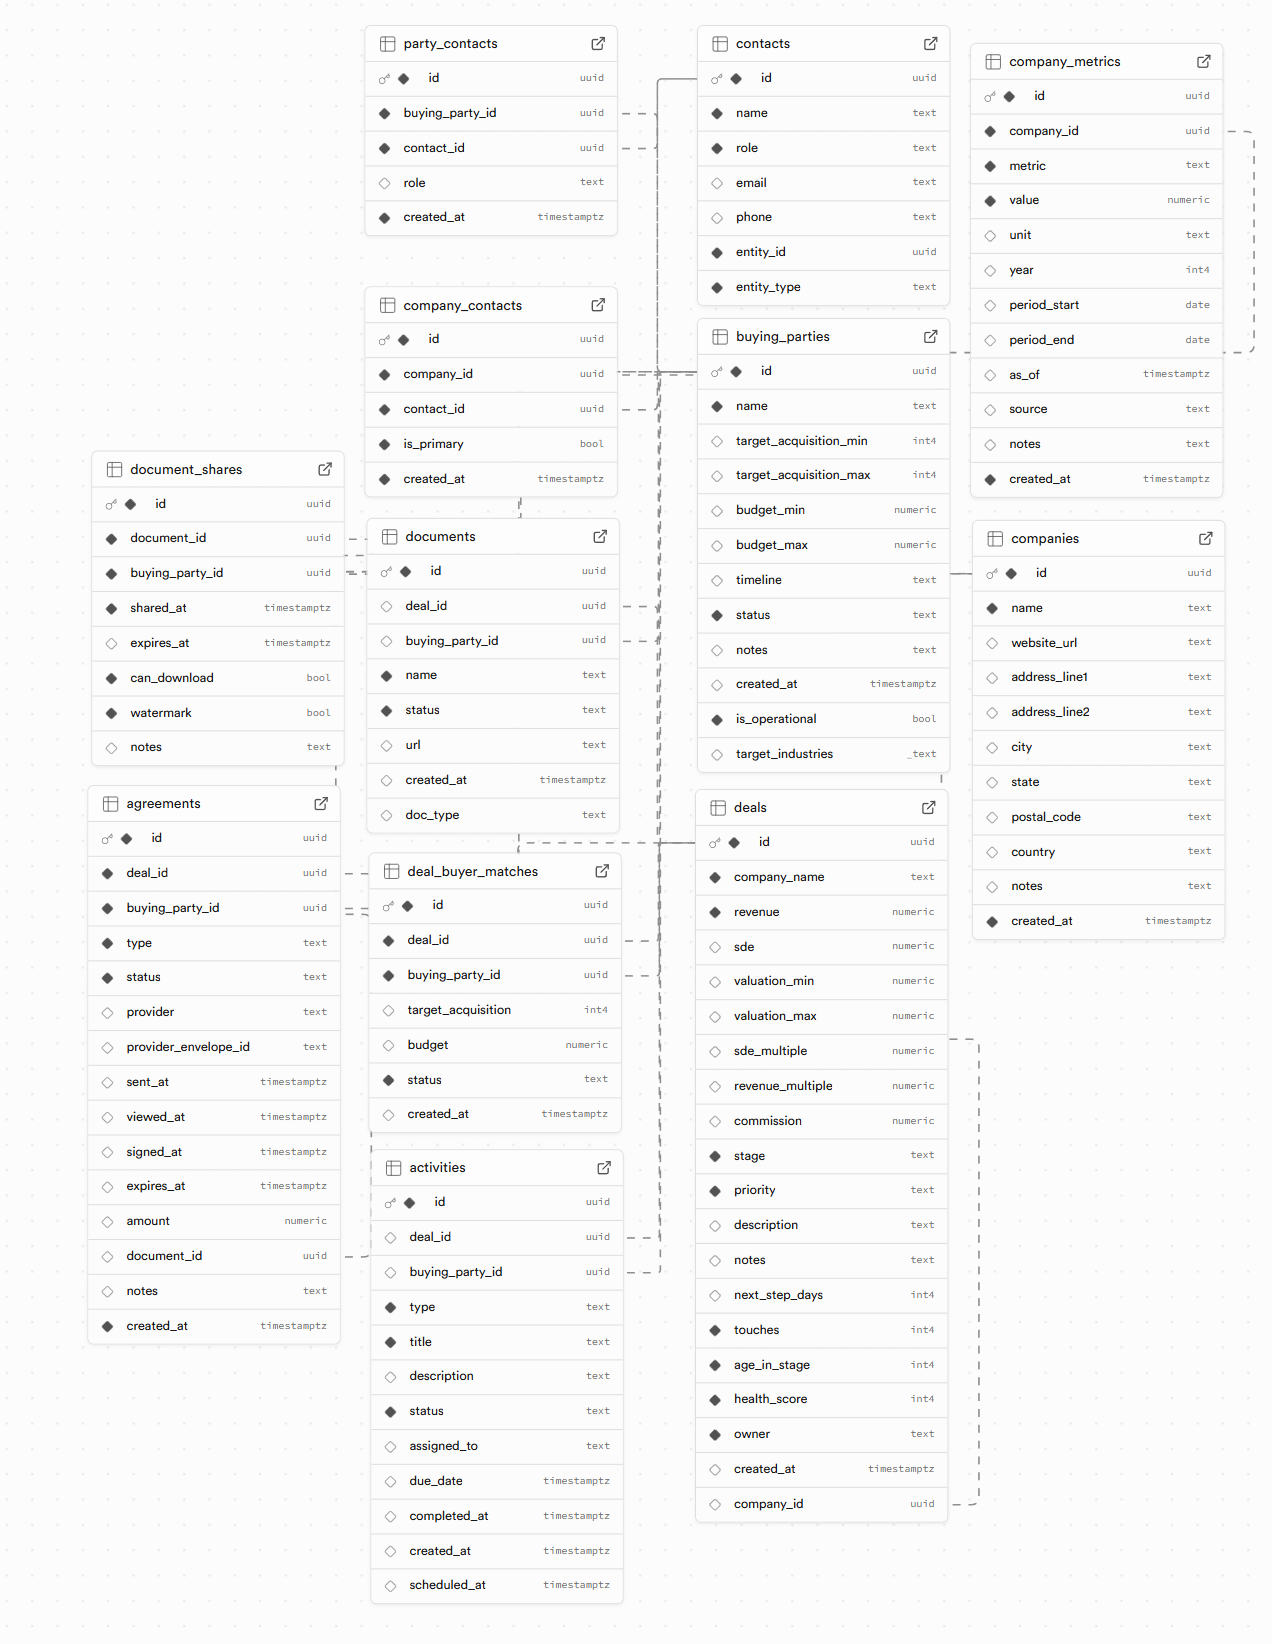 party_contacts
id uuid
buying_party_id uuid
contact_id uuid
role text
created_at timestamptz
contacts
id uuid
name text
role text
email text
phone text
entity_id uuid
entity_type text
company_metrics
id uuid
company_id uuid
metric text
value numeric
unit text
year int4
period_start date
period_end date
as_of timestamptz
source text
notes text
created_at timestamptz
company_contacts
id uuid
company_id uuid
contact_id uuid
is_primary bool
created_at timestamptz
buying_parties
id uuid
name text
target_acquisition_min int4
target_acquisition_max int4
budget_min numeric
budget_max numeric
timeline text
status text
notes text
created_at timestamptz
is_operational bool
target_industries _text
document_shares
id uuid
document_id uuid
buying_party_id uuid
shared_at timestamptz
expires_at timestamptz
can_download bool
watermark bool
notes text
documents
id uuid
deal_id uuid
buying_party_id uuid
name text
status text
url text
created_at timestamptz
doc_type text
companies
id uuid
name text
website_url text
address_line1 text
address_line2 text
city text
state text
postal_code text
country text
notes text
created_at timestamptz
agreements
id uuid
deal_id uuid
buying_party_id uuid
type text
status text
provider text
provider_envelope_id text
sent_at timestamptz
viewed_at timestamptz
signed_at timestamptz
expires_at timestamptz
amount numeric
document_id uuid
notes text
created_at timestamptz
deal_buyer_matches
id uuid
deal_id uuid
buying_party_id uuid
target_acquisition int4
budget numeric
status text
created_at timestamptz
deals
id uuid
company_name text
revenue numeric
sde numeric
valuation_min numeric
valuation_max numeric
sde_multiple numeric
revenue_multiple numeric
commission numeric
stage text
priority text
description text
notes text
next_step_days int4
touches int4
age_in_stage int4
health_score int4
owner text
created_at timestamptz
company_id uuid
activities
id uuid
deal_id uuid
buying_party_id uuid
type text
title text
description text
status text
assigned_to text
due_date timestamptz
completed_at timestamptz
created_at timestamptz
scheduled_at timestamptz